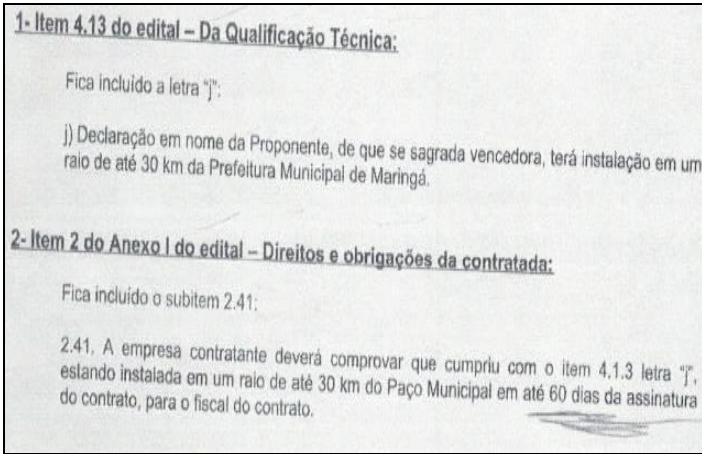 1- Item 4.13 do edital – Da Qualificação Técnica:
Fica incluido a letra "j":
j) Declaração em nome da Proponente, de que se sagrada vencedora, terá instalação em um
raio de até 30 km da Prefeitura Municipal de Maringá.
2- Item 2 do Anexo I do edital – Direitos e obrigações da contratada:
Fica incluído o subitem 2.41:
2.41. A empresa contratante deverá comprovar que cumpriu com o item 4.1.3 letra "j",
estando instalada em um raio de até 30 km do Paço Municipal em até 60 dias da assinatura
do contrato, para o fiscal do contrato.